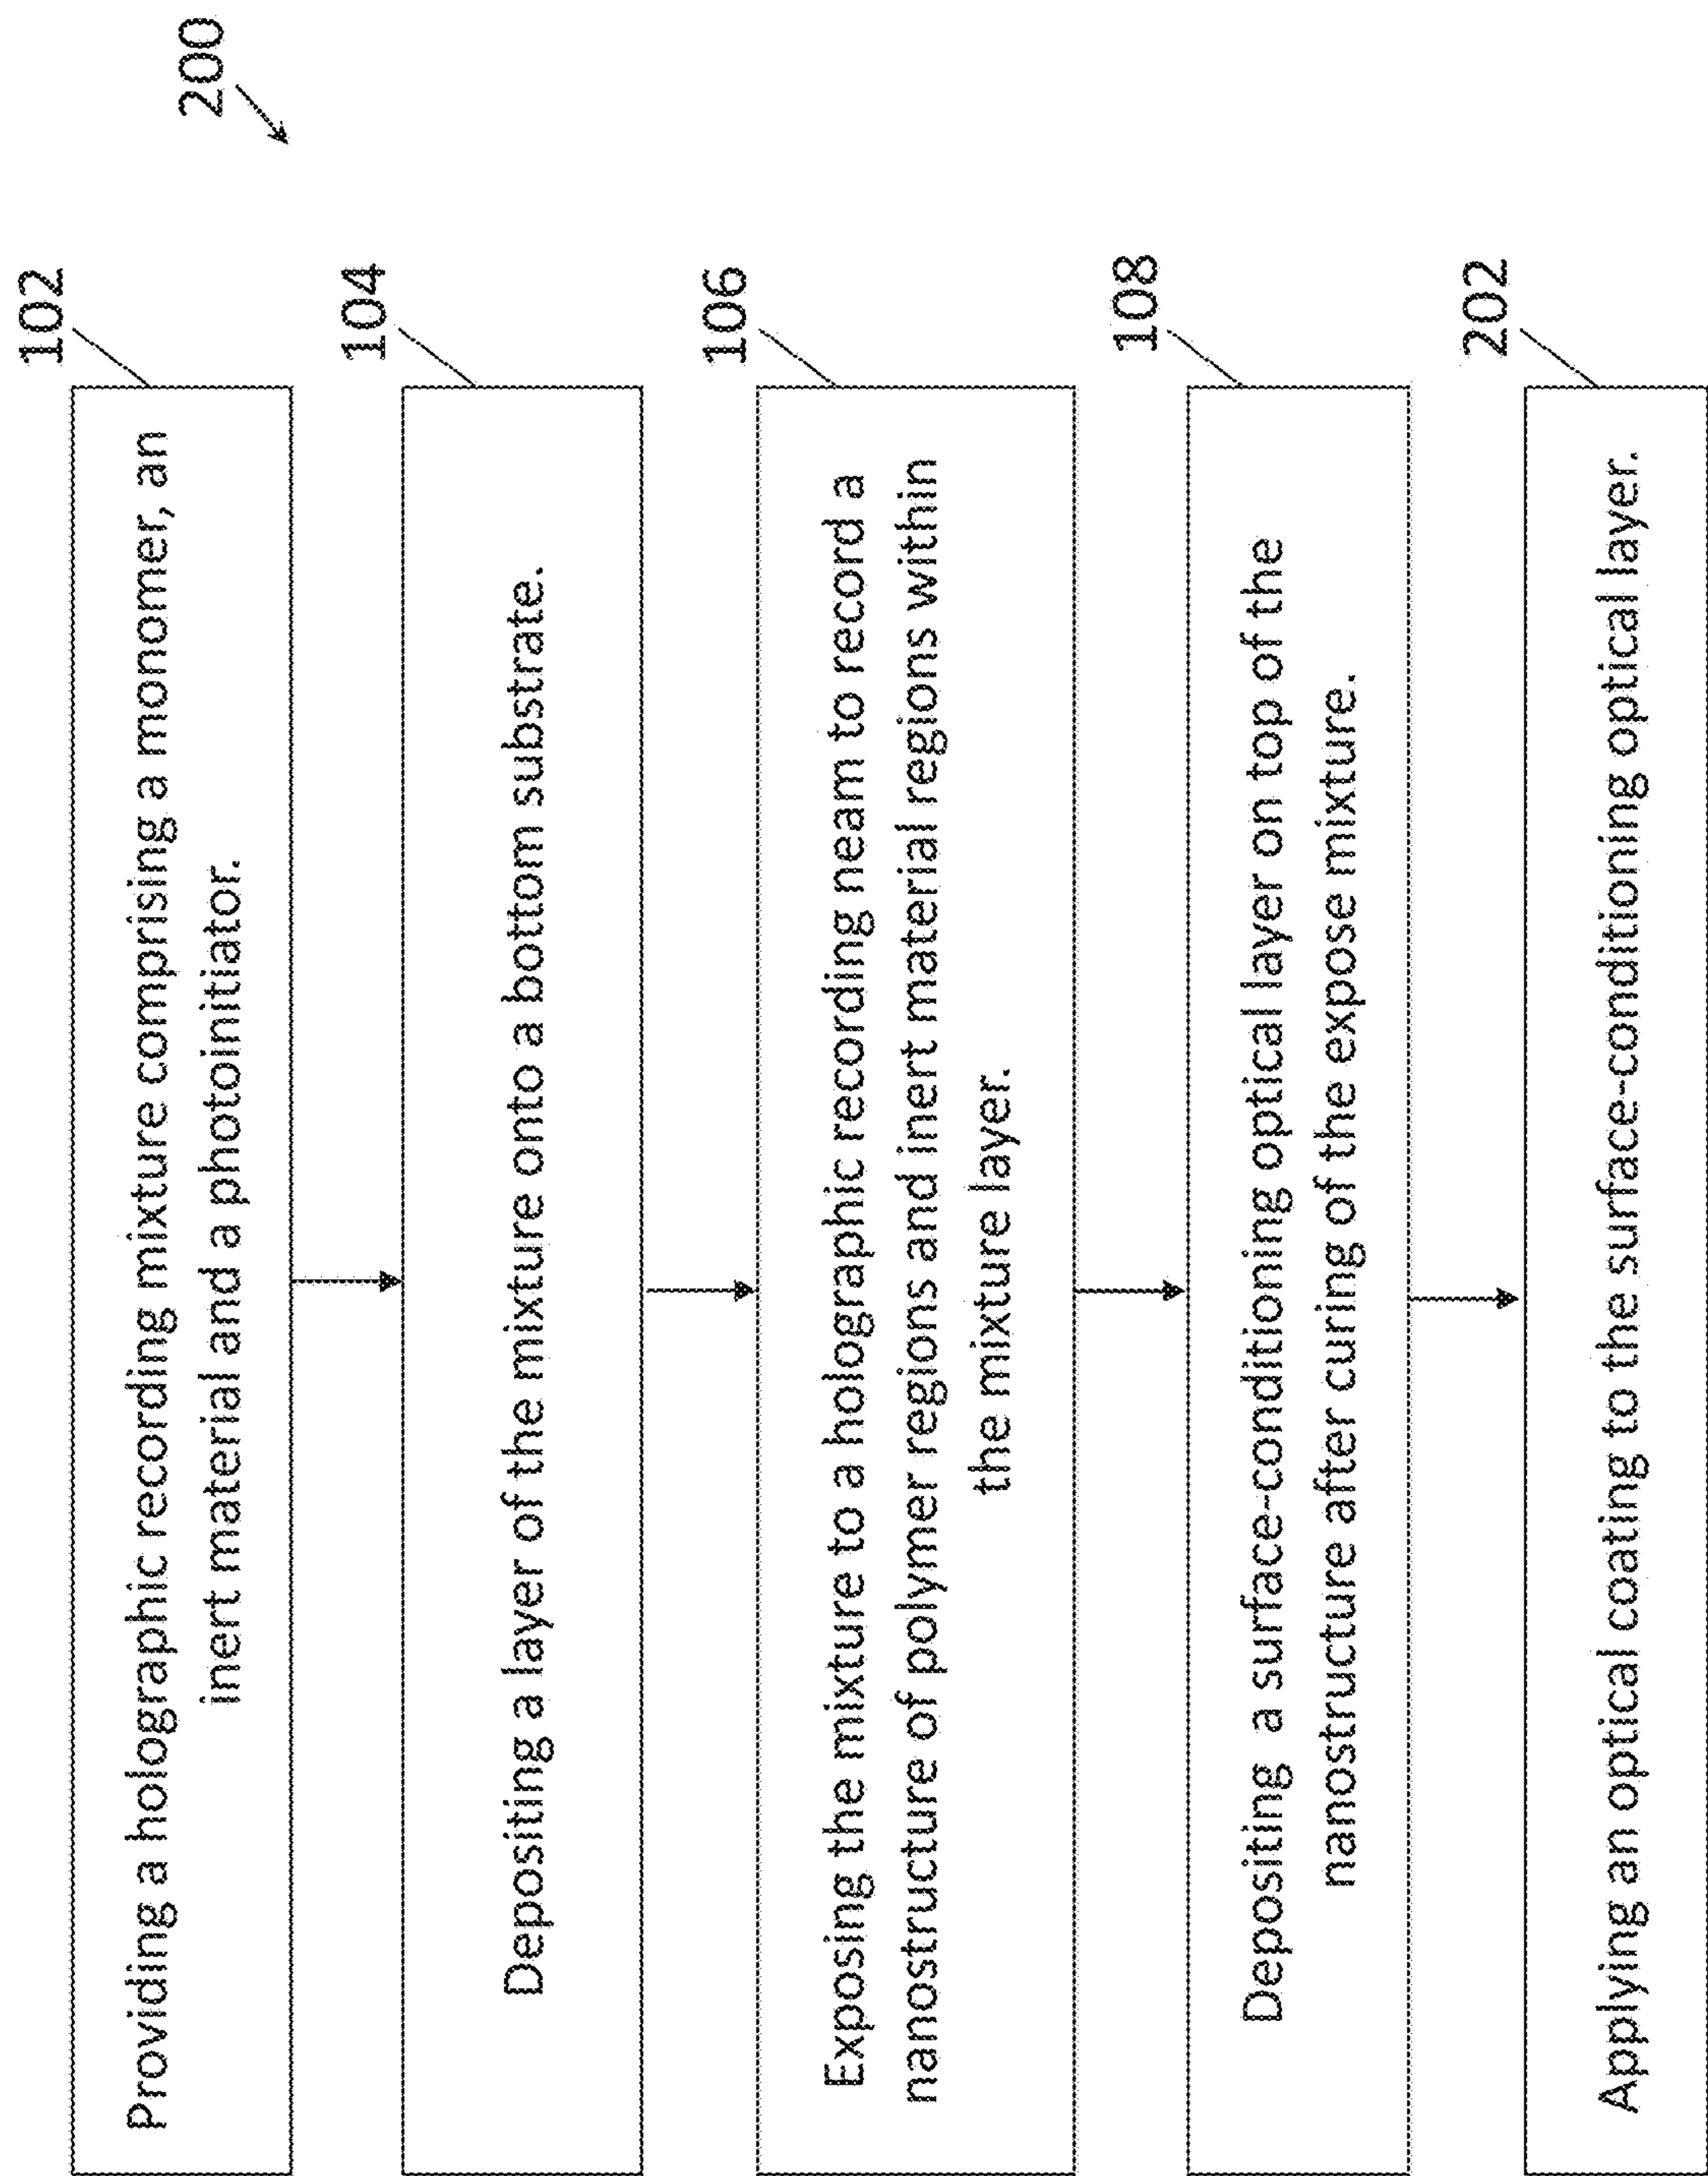 200
102
Providing a holographic recording mixture comprising a monomer, an
inert material and a photoinitiator.
104
Depositing a layer of the mixture onto a bottom substrate.
106
Exposing the mixture to a holographic recording neam to record a
nanostructure of polymer regions and inert material regions within
the mixture layer.
108
Depositing a surface-conditioning optical layer on top of the
nanostructure after curing of the expose mixture.
202
Applying an optical coating to the surface-conditioning optical layer.